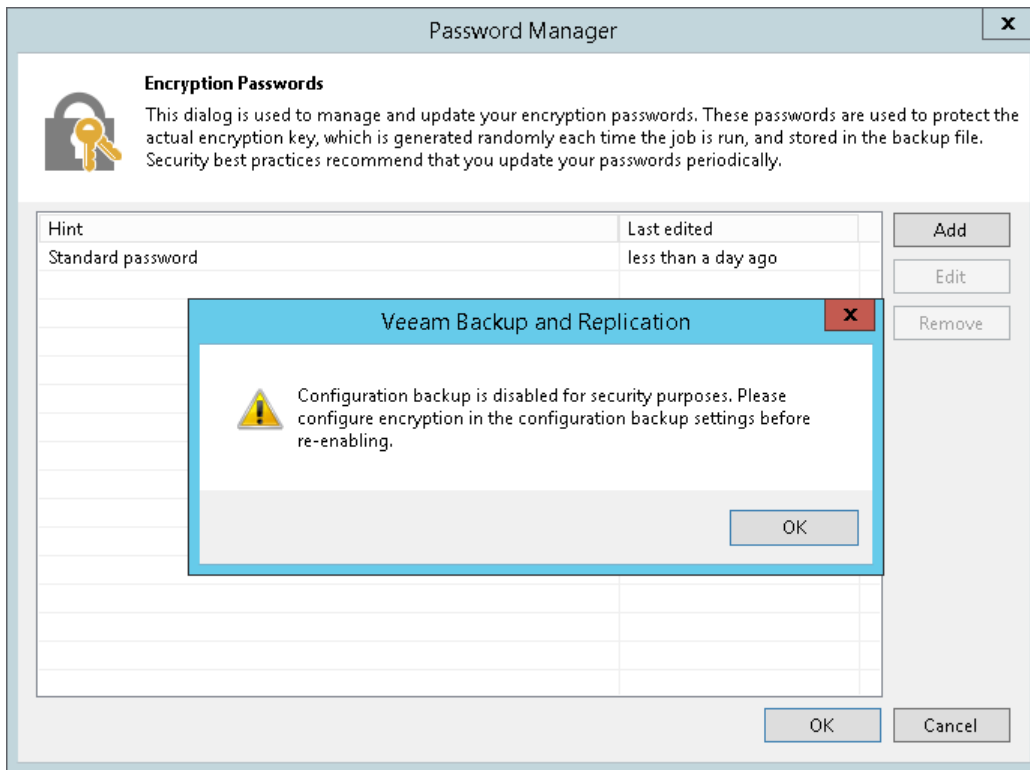 Password Manager
x
Encryption Passwords
This dialog is used to manage and update your encryption passwords. These passwords are used to protect the
actual encryption key, which is generated randomly each time the job is run, and stored in the backup file.
Security best practices recommend that you update your passwords periodically.
Hint Last edited
Standard password less than a day ago
Add
Edit
Remove
Veeam Backup and Replication
x
Configuration backup is disabled for security purposes. Please
configure encryption in the configuration backup settings before
re-enabling.
OK
OK Cancel